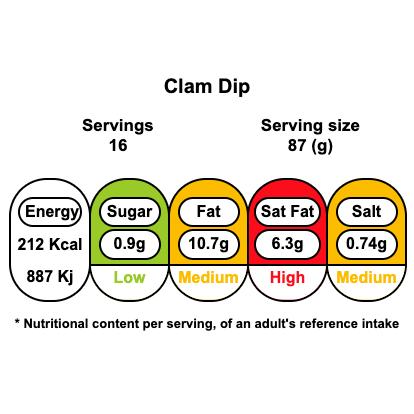 Clam Dip
Servings Serving size
16 87 (g)
Energy Sugar Fat Sat Fat Salt
212 Kcal 0.9g 10.7g 6.3g 0.74g
887 Kj Low Medium High Medium
* Nutritional content per serving, of an adult's reference intake